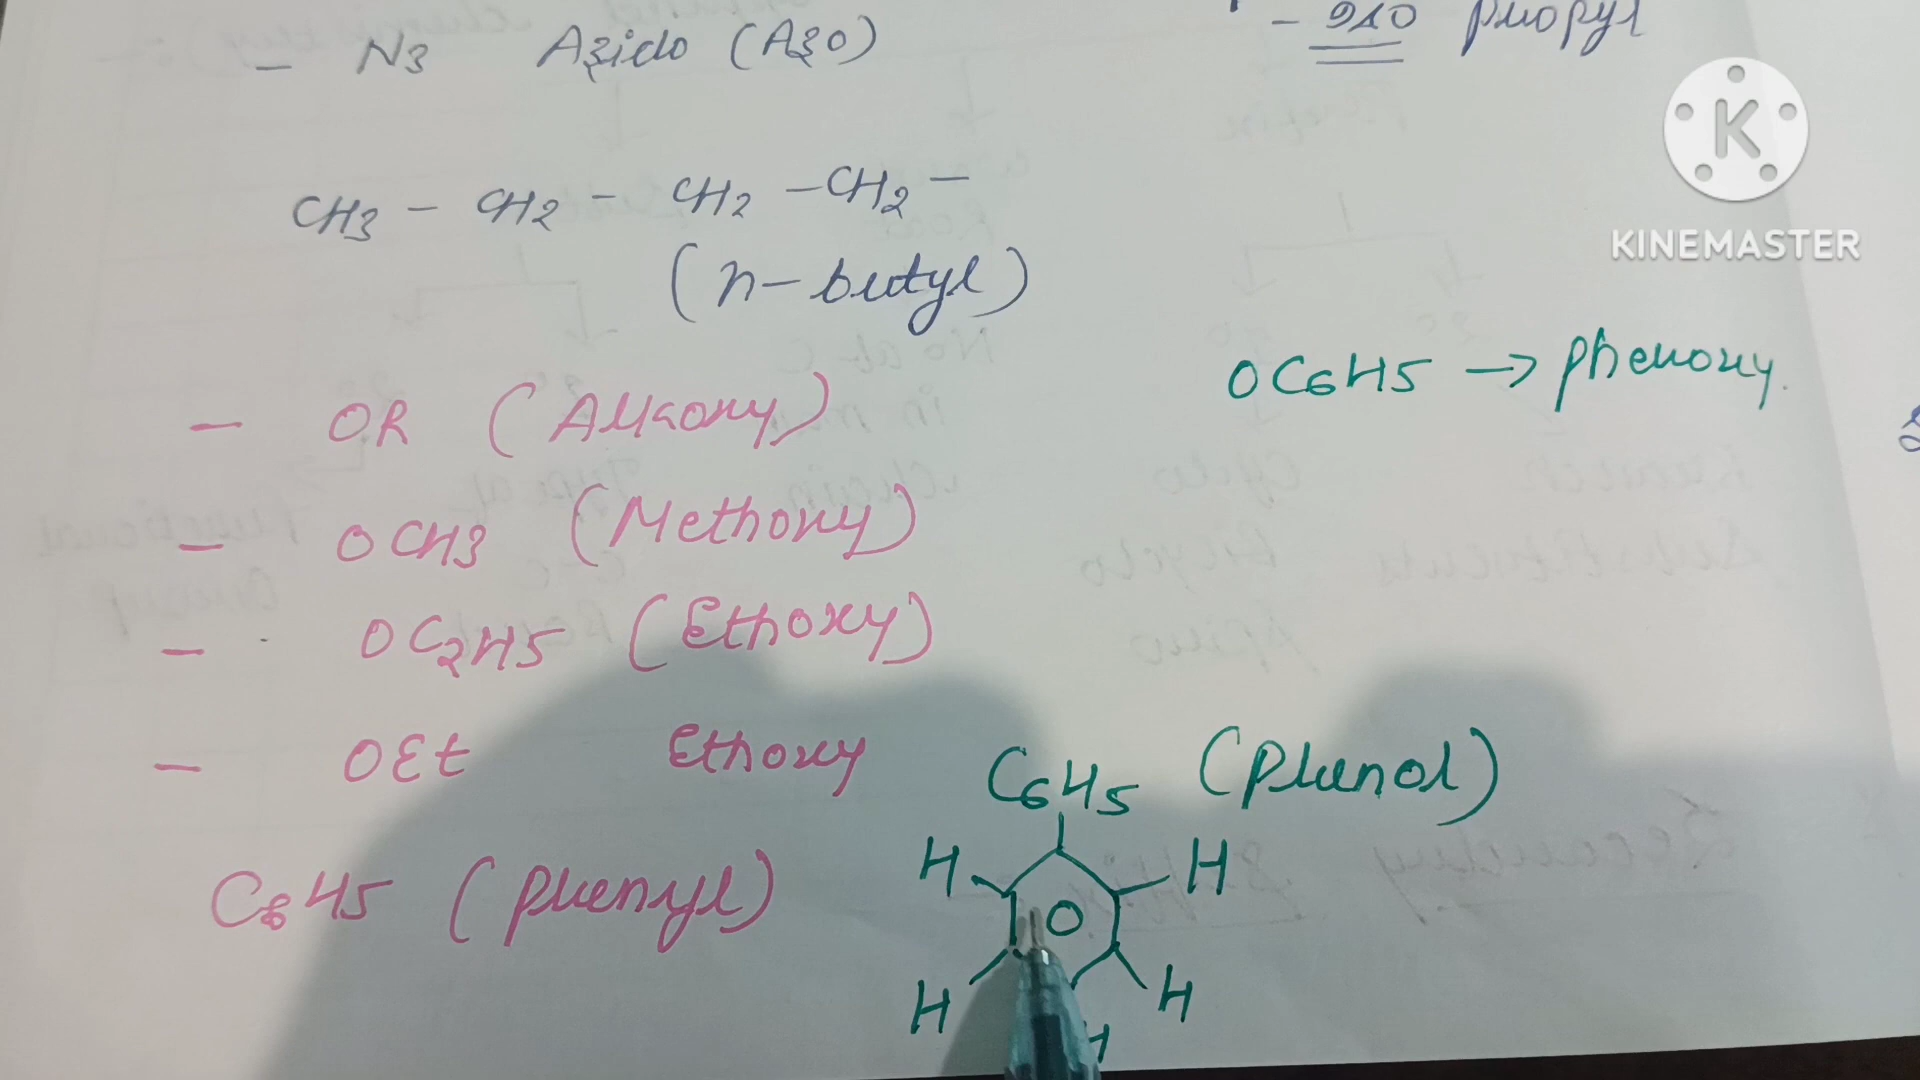 - N3 Azido (Azo)
- iso propyl
CH3 - CH2 - CH2 - CH2 -
(n-butyl)
OC6H5 → phenoxy.
- OR (Alkoxy)
- OCH3 (Methoxy)
- OC2H5 (Ethoxy)
- OEt Ethoxy
C6H5 (phenyl)
C6H5 (phenol)
H H
O
H H
H
KINEMASTER